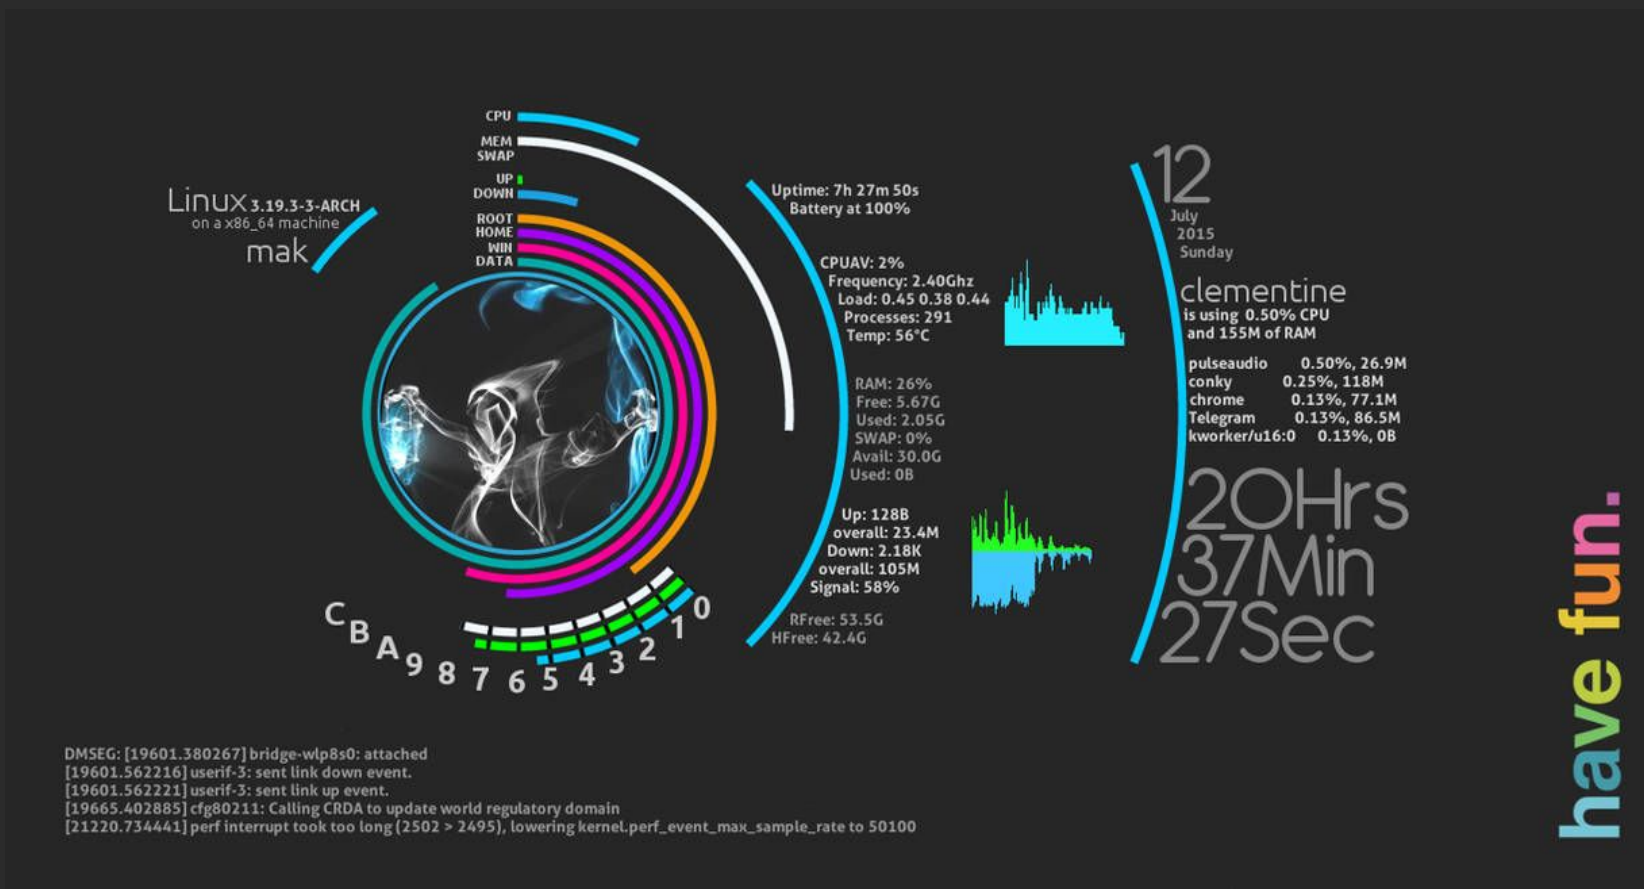 CPU
MEM
SWAP
UP
DOWN
ROOT
HOME
WIN
DATA
Linux 3.19.3-3-ARCH
on a x86_64 machine
mak
C B A 9 8 7 6 5 4 3 2 1 0
Uptime: 7h 27m 50s
Battery at 100%
CPUAV: 2%
Frequency: 2.40Ghz
Load: 0.45 0.38 0.44
Processes: 291
Temp: 56°C
RAM: 26%
Free: 5.67G
Used: 2.05G
SWAP: 0%
Avail: 30.0G
Used: 0B
Up: 128B
overall: 23.4M
Down: 2.18K
overall: 105M
Signal: 58%
RFree: 53.5G
HFree: 42.4G
12
July
2015
Sunday
clementine
is using 0.50% CPU
and 155M of RAM
pulseaudio 0.50%, 26.9M
conky 0.25%, 118M
chrome 0.13%, 77.1M
Telegram 0.13%, 86.5M
kworker/u16:0 0.13%, 0B
20Hrs
37Min
27Sec
have fun.
DMSEG: [19601.380267] bridge-wlp8s0: attached
[19601.562216] userif-3: sent link down event.
[19601.562221] userif-3: sent link up event.
[19665.402885] cfg80211: Calling CRDA to update world regulatory domain
[21220.734441] perf interrupt took too long (2502 > 2495), lowering kernel.perf_event_max_sample_rate to 50100